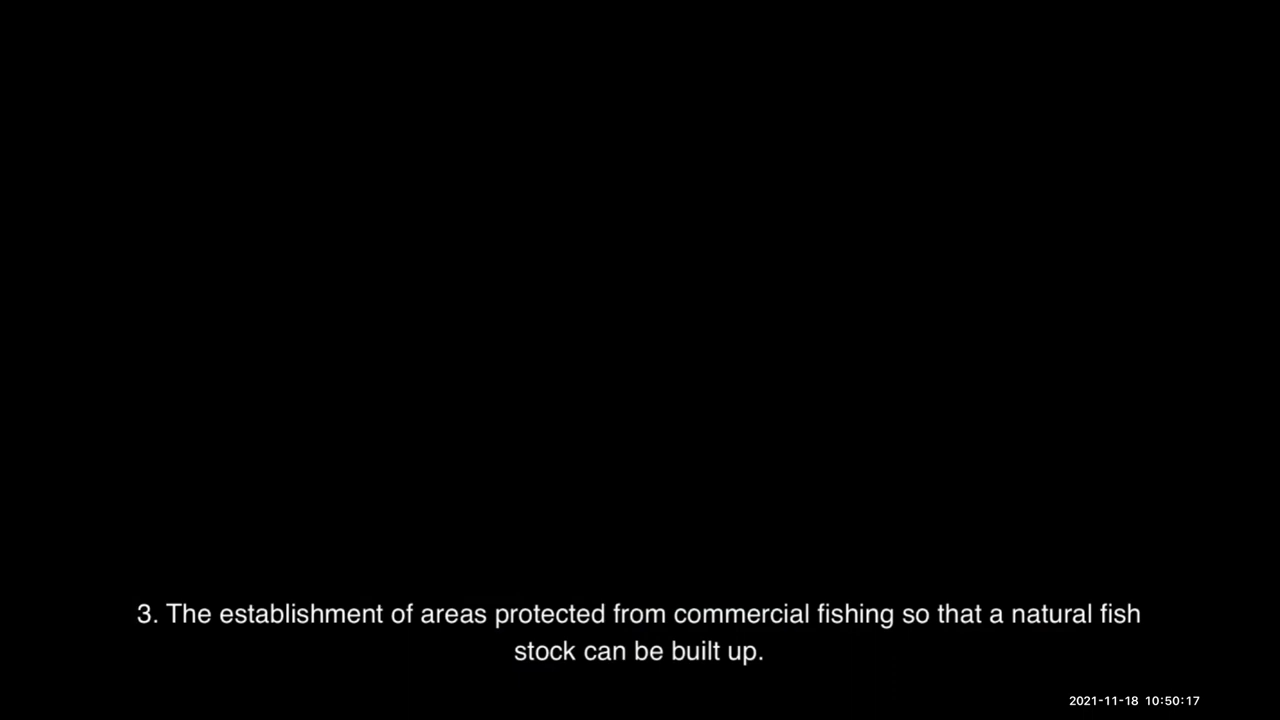 3. The establishment of areas protected from commercial fishing so that a natural fish
stock can be built up.
2021-11-18 10:50:17